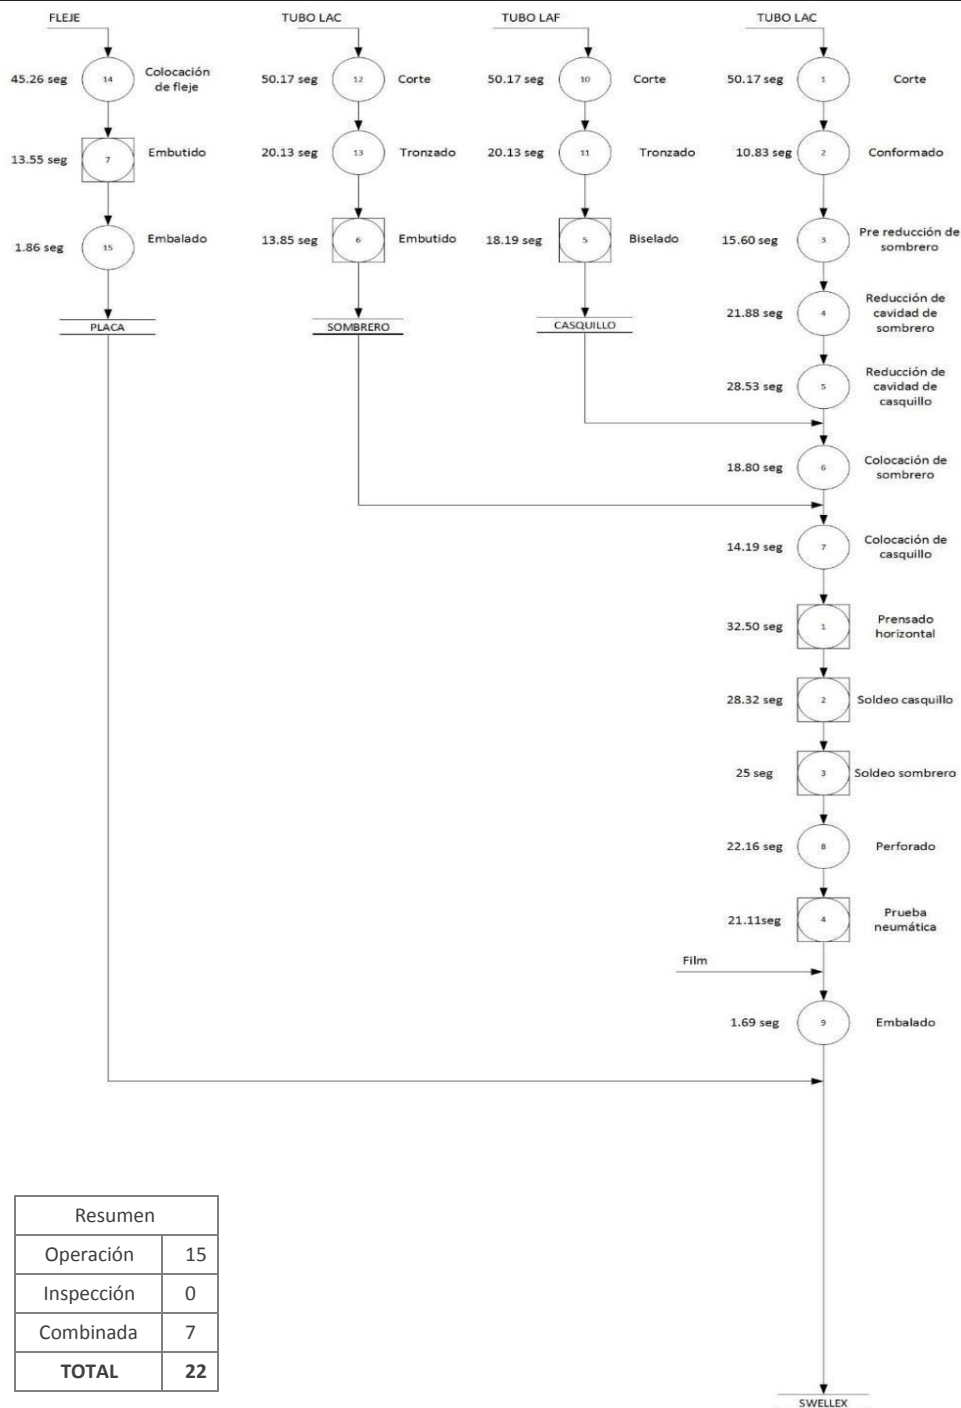 FLEJE
TUBO LAC
TUBO LAF
TUBO LAC
45.26 seg
14
Colocación
de fleje
50.17 seg
12
Corte
50.17 seg
10
Corte
50.17 seg
1
Corte
13.55 seg
7
Embutido
20.13 seg
13
Tronzado
20.13 seg
11
Tronzado
10.83 seg
2
Conformado
1.86 seg
15
Embalado
13.85 seg
6
Embutido
18.19 seg
5
Biselado
15.60 seg
3
Pre reducción de
sombrero
PLACA
SOMBRERO
CASQUILLO
21.88 seg
4
Reducción de
cavidad de
sombrero
28.53 seg
5
Reducción de
cavidad de
casquillo
18.80 seg
6
Colocación de
sombrero
14.19 seg
7
Colocación de
casquillo
32.50 seg
1
Prensado
horizontal
28.32 seg
2
Soldeo casquillo
25 seg
3
Soldeo sombrero
22.16 seg
8
Perforado
21.11seg
4
Prueba
neumática
Film
1.69 seg
9
Embalado
Resumen
Operación 15
Inspección 0
Combinada 7
TOTAL 22
SWELLEX